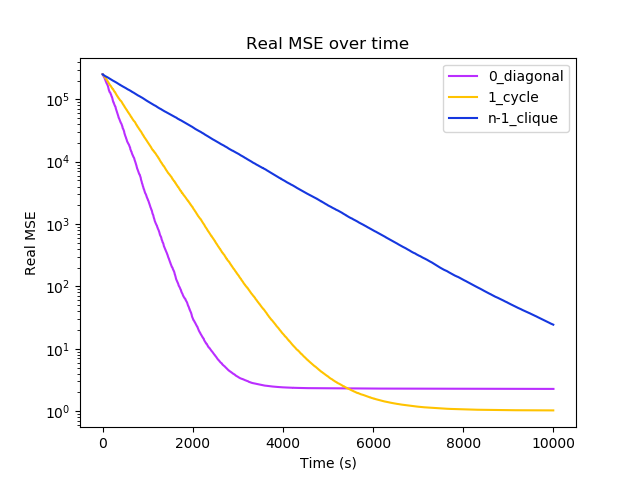 Real MSE over time
0_diagonal
1_cycle
n-1_clique
Real MSE
10^5
10^4
10^3
10^2
10^1
10^0
0 2000 4000 6000 8000 10000
Time (s)